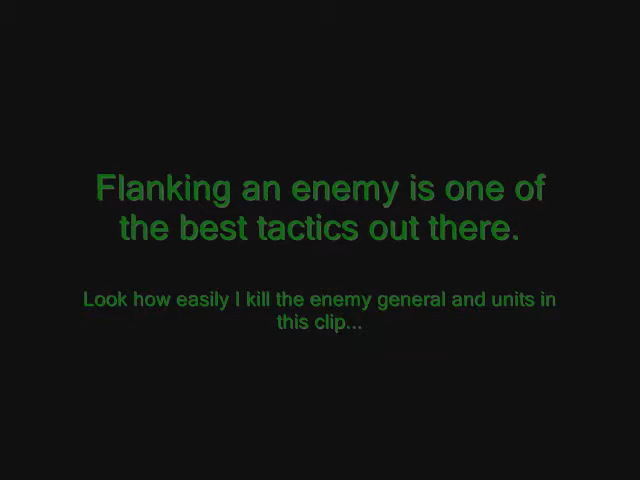 Flanking an enemy is one of
the best tactics out there.
Look how easily I kill the enemy general and units in
this clip...